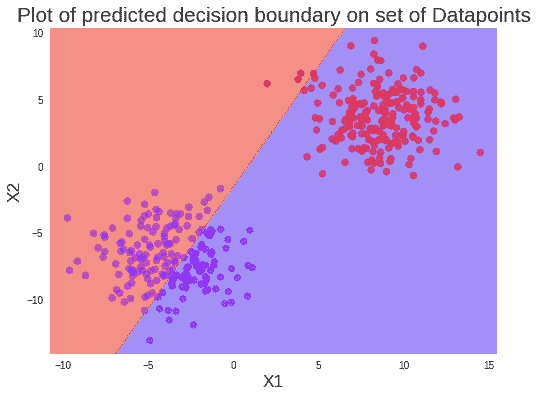 Plot of predicted decision boundary on set of Datapoints
10
5
0
−5
−10
X2
−10 −5 0 5 10 15
X1